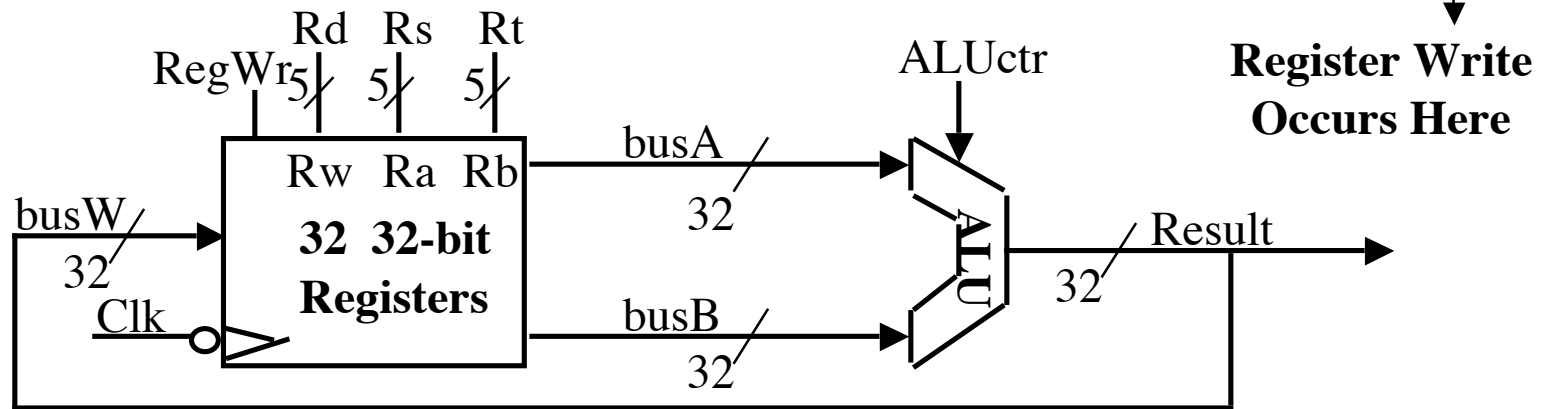 Rd Rs Rt
RegWr 5 5 5
ALUctr
Register Write
Occurs Here
busA
32
Rw Ra Rb
busW
32
32 32-bit
Registers
Clk
ALU
Result
32
busB
32